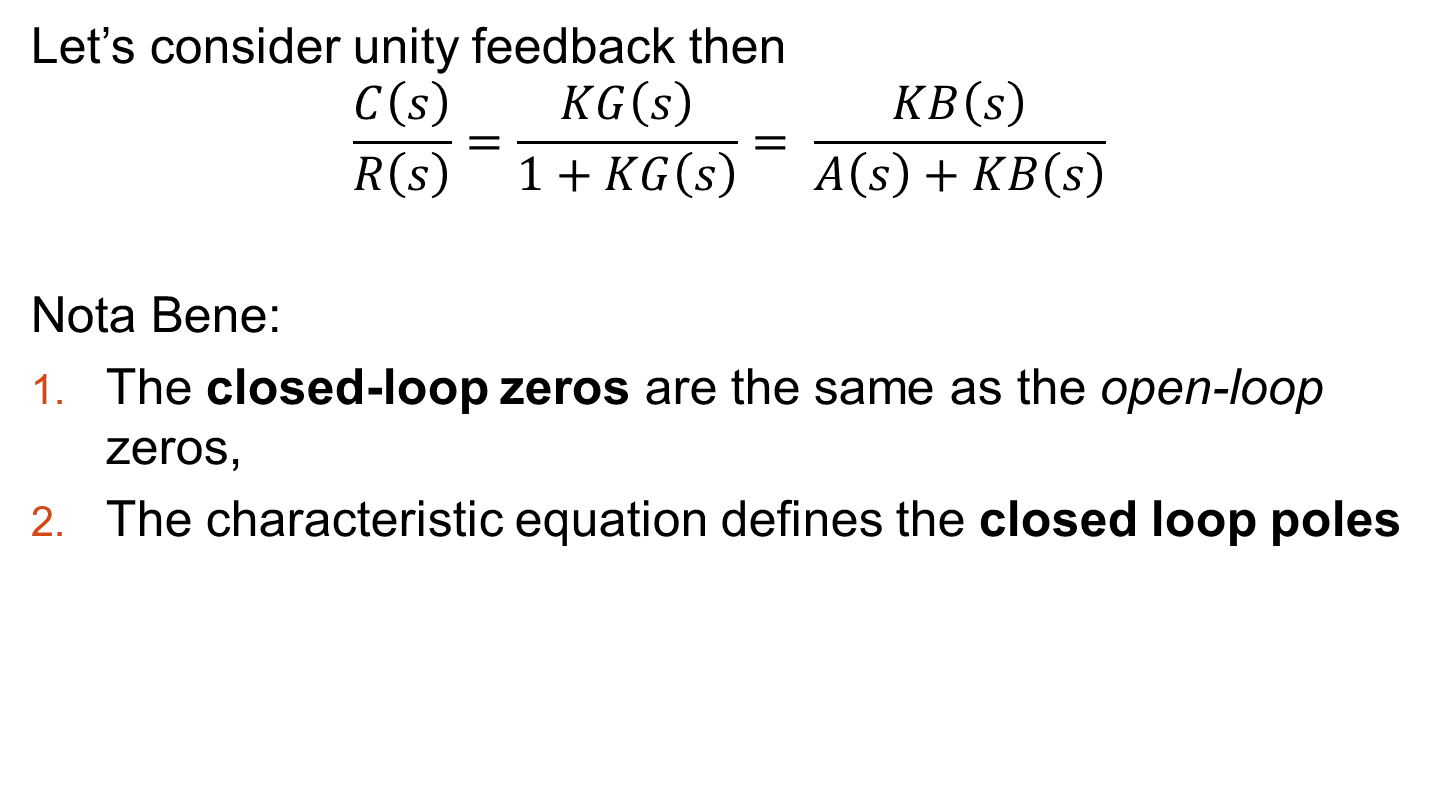 Let’s consider unity feedback then
C(s)/R(s) = KG(s)/(1 + KG(s)) = KB(s)/(A(s) + KB(s))
Nota Bene:
1. The closed-loop zeros are the same as the open-loop
zeros,
2. The characteristic equation defines the closed loop poles